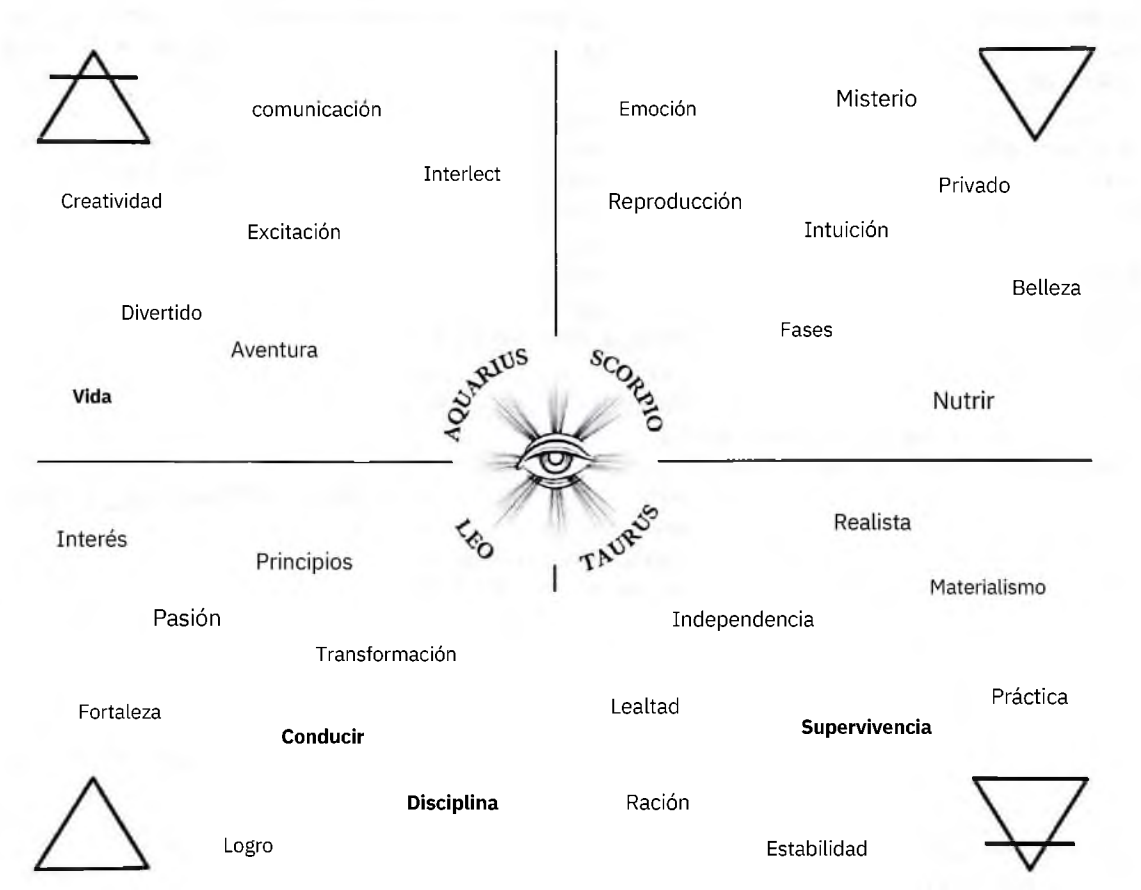 comunicación
Interlect
Creatividad
Excitación
Divertido
Aventura
Vida
Emoción
Misterio
Privado
Reproducción
Intuición
Belleza
Fases
Nutrir
AQUARIUS
SCORPIO
LEO
TAURUS
Interés
Principios
Pasión
Transformación
Fortaleza
Conducir
Disciplina
Logro
Realista
Materialismo
Independencia
Práctica
Lealtad
Supervivencia
Ración
Estabilidad